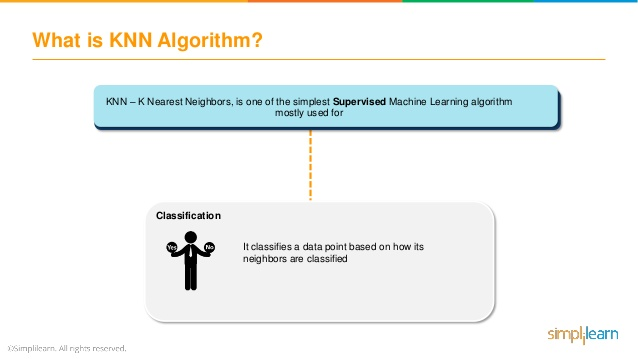 What is KNN Algorithm?
KNN – K Nearest Neighbors, is one of the simplest Supervised Machine Learning algorithm
mostly used for
Classification
Yes No
It classifies a data point based on how its
neighbors are classified
simplilearn
©Simplilearn. All rights reserved.